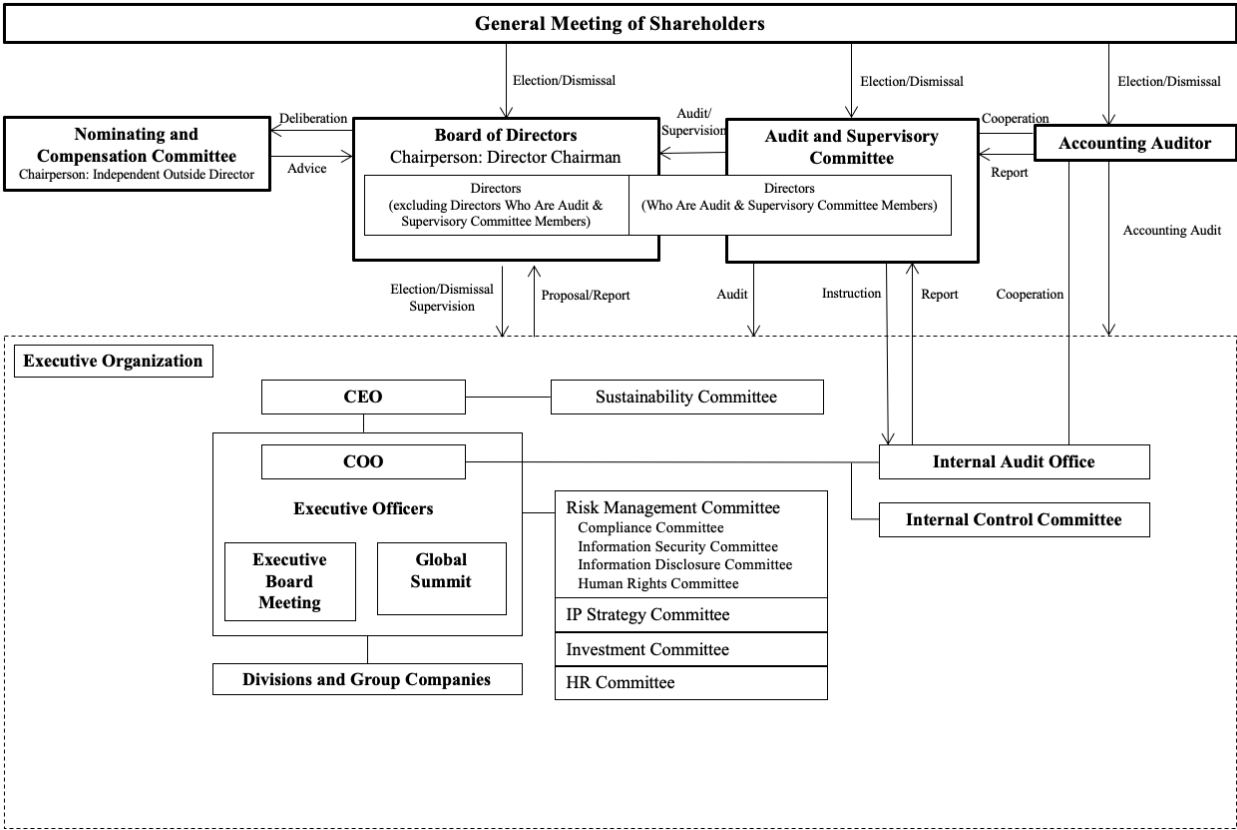 General Meeting of Shareholders
Election/Dismissal
Election/Dismissal
Election/Dismissal
Deliberation
Advice
Nominating and
Compensation Committee
Chairperson: Independent Outside Director
Board of Directors
Chairperson: Director Chairman
Audit/
Supervision
Audit and Supervisory
Committee
Cooperation
Report
Accounting Auditor
Directors
(excluding Directors Who Are Audit &
Supervisory Committee Members)
Directors
(Who Are Audit & Supervisory Committee Members)
Accounting Audit
Election/Dismissal
Supervision
Proposal/Report
Audit
Instruction
Report
Cooperation
Executive Organization
CEO
Sustainability Committee
COO
Internal Audit Office
Executive Officers
Internal Control Committee
Executive
Board
Meeting
Global
Summit
Risk Management Committee
Compliance Committee
Information Security Committee
Information Disclosure Committee
Human Rights Committee
IP Strategy Committee
Investment Committee
HR Committee
Divisions and Group Companies